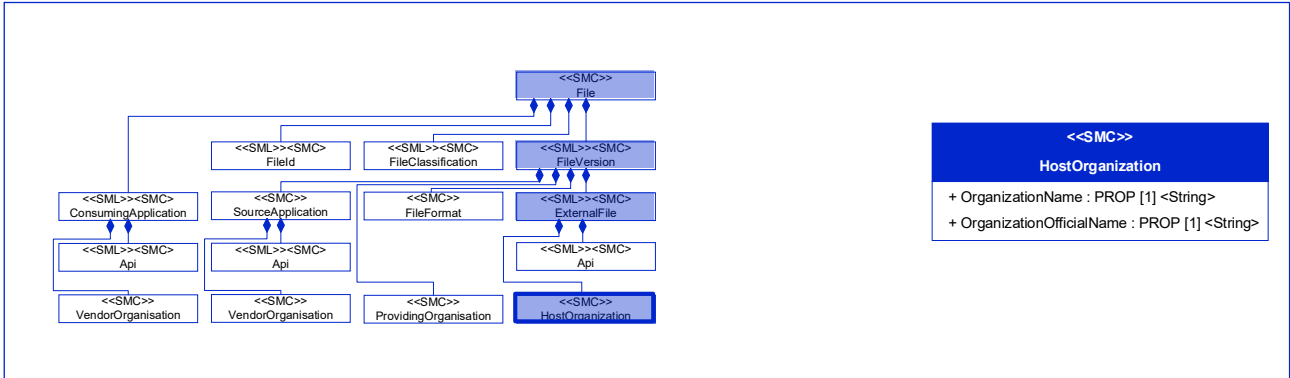 <<SMC>>
File
<<SML>><SMC>
FileId
<<SML>><SMC>
FileClassification
<<SML>><SMC>
FileVersion
<<SML>><SMC>
ConsumingApplication
<<SMC>>
SourceApplication
<<SMC>>
FileFormat
<<SML>><SMC>
ExternalFile
<<SML>><SMC>
Api
<<SML>><SMC>
Api
<<SML>><SMC>
Api
<<SMC>>
VendorOrganisation
<<SMC>>
VendorOrganisation
<<SMC>>
ProvidingOrganisation
<<SMC>>
HostOrganization
<<SMC>>
HostOrganization
+ OrganizationName : PROP [1] <String>
+ OrganizationOfficialName : PROP [1] <String>